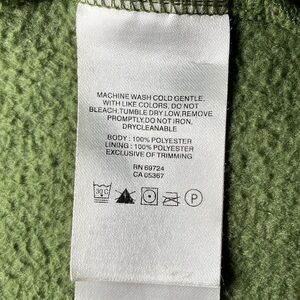 MACHINE WASH COLD GENTLE,
WITH LIKE COLORS. DO NOT
BLEACH.TUMBLE DRY LOW,REMOVE
PROMPTLY.DO NOT IRON.
DRYCLEANABLE
BODY : 100% POLYESTER
LINING : 100% POLYESTER
EXCLUSIVE OF TRIMMING
RN 69724
CA 05367
30C P